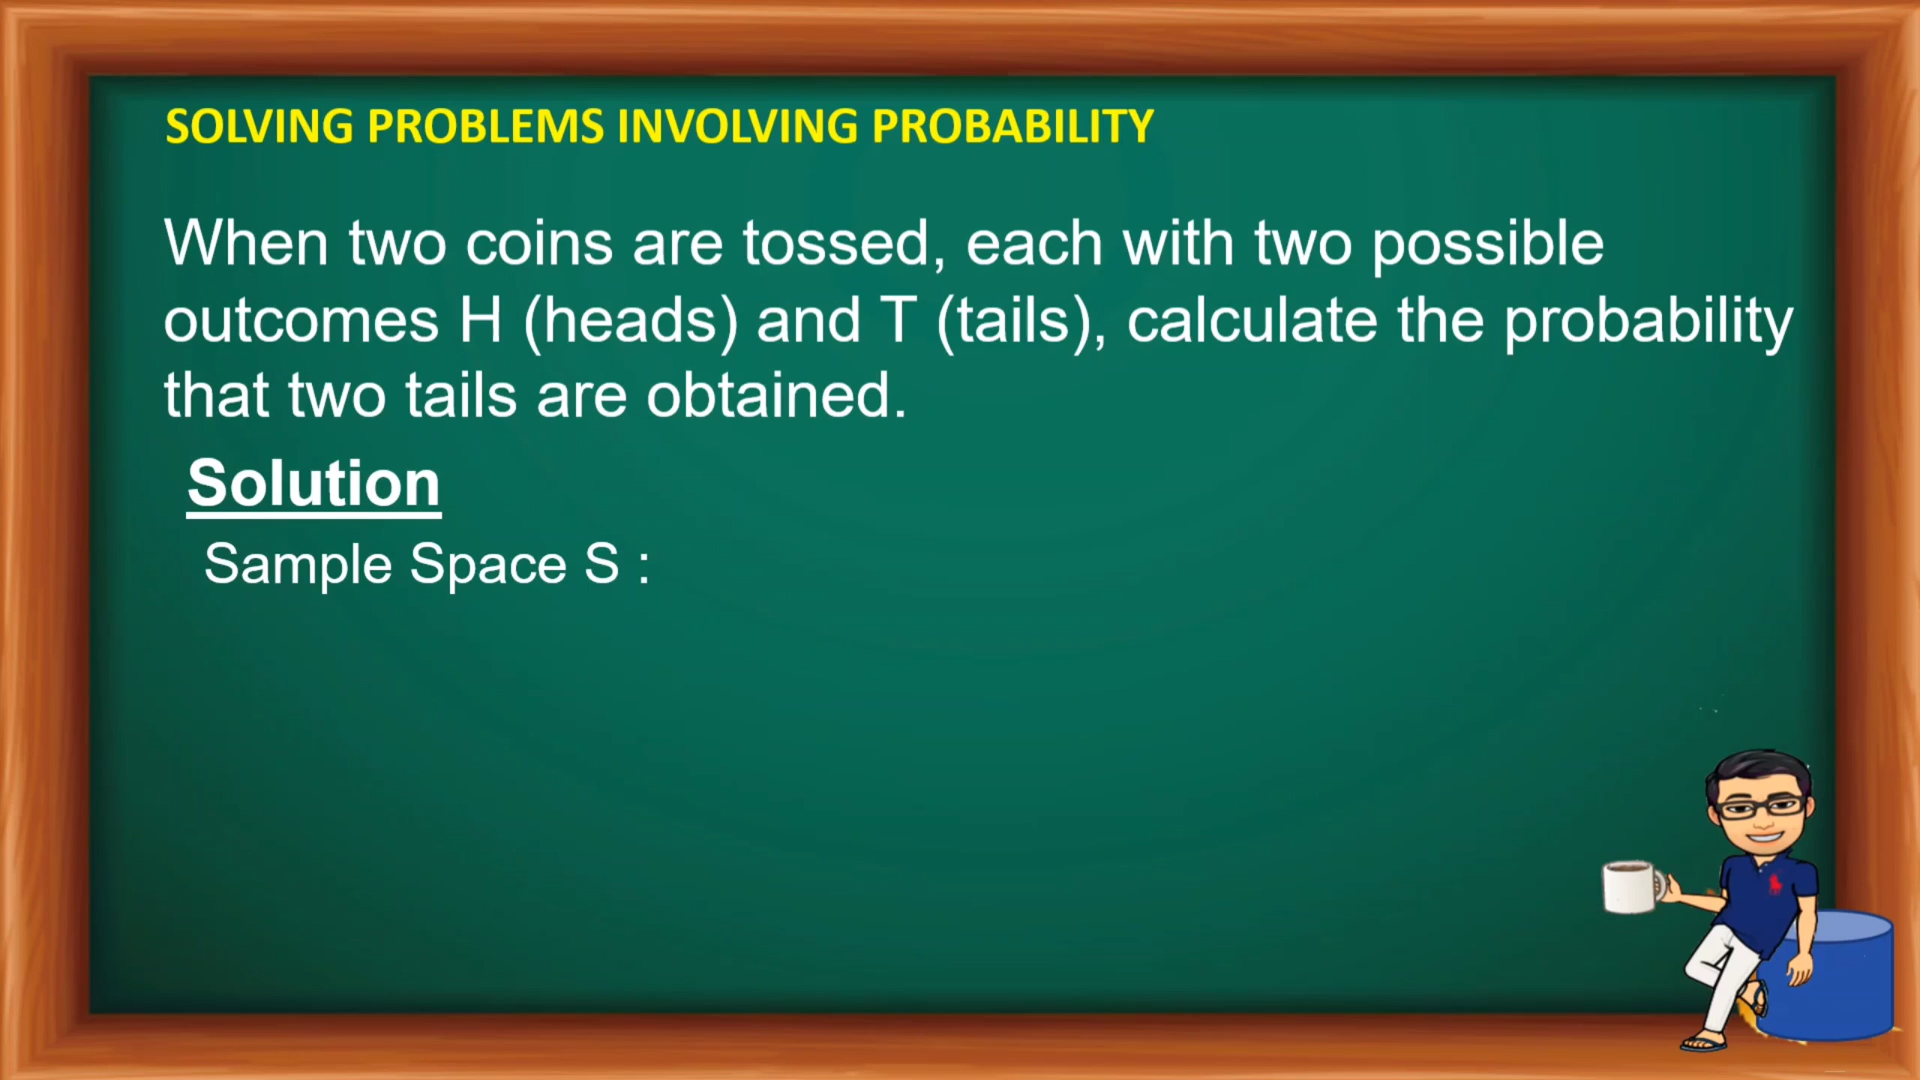 SOLVING PROBLEMS INVOLVING PROBABILITY
When two coins are tossed, each with two possible
outcomes H (heads) and T (tails), calculate the probability
that two tails are obtained.
Solution
Sample Space S :